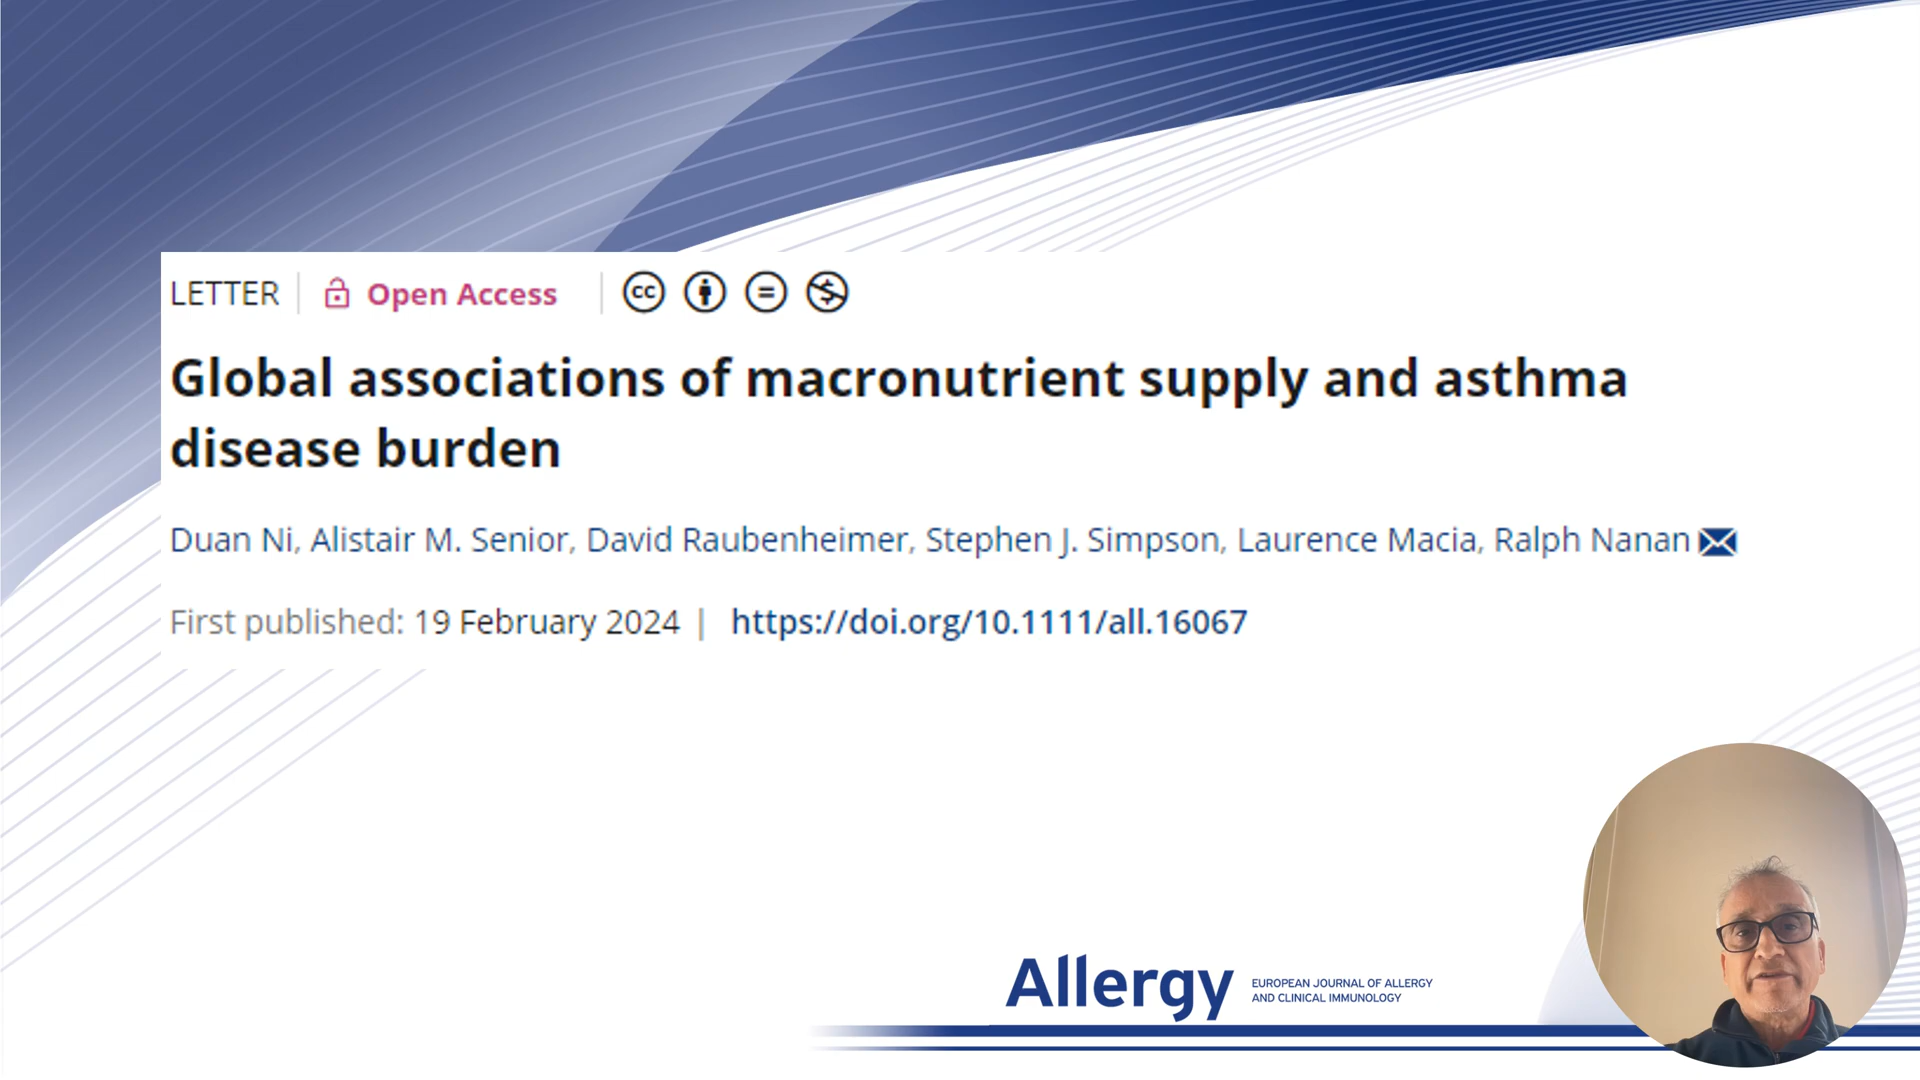 LETTER | Open Access |
Global associations of macronutrient supply and asthma
disease burden
Duan Ni, Alistair M. Senior, David Raubenheimer, Stephen J. Simpson, Laurence Macia, Ralph Nanan
First published: 19 February 2024 | https://doi.org/10.1111/all.16067
Allergy
EUROPEAN JOURNAL OF ALLERGY
AND CLINICAL IMMUNOLOGY